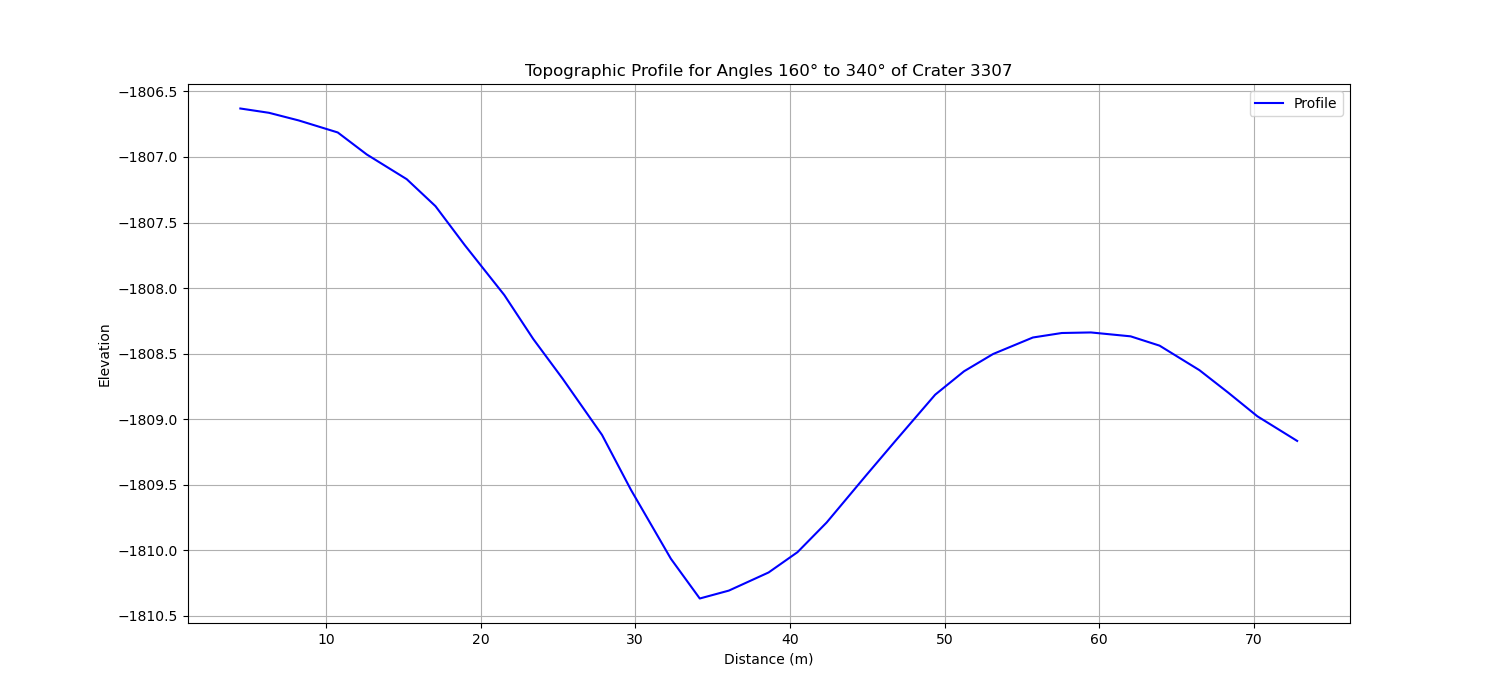 Topographic Profile for Angles 160° to 340° of Crater 3307
Profile
−1806.5
−1807.0
−1807.5
−1808.0
−1808.5
−1809.0
−1809.5
−1810.0
−1810.5
Elevation
10 20 30 40 50 60 70
Distance (m)